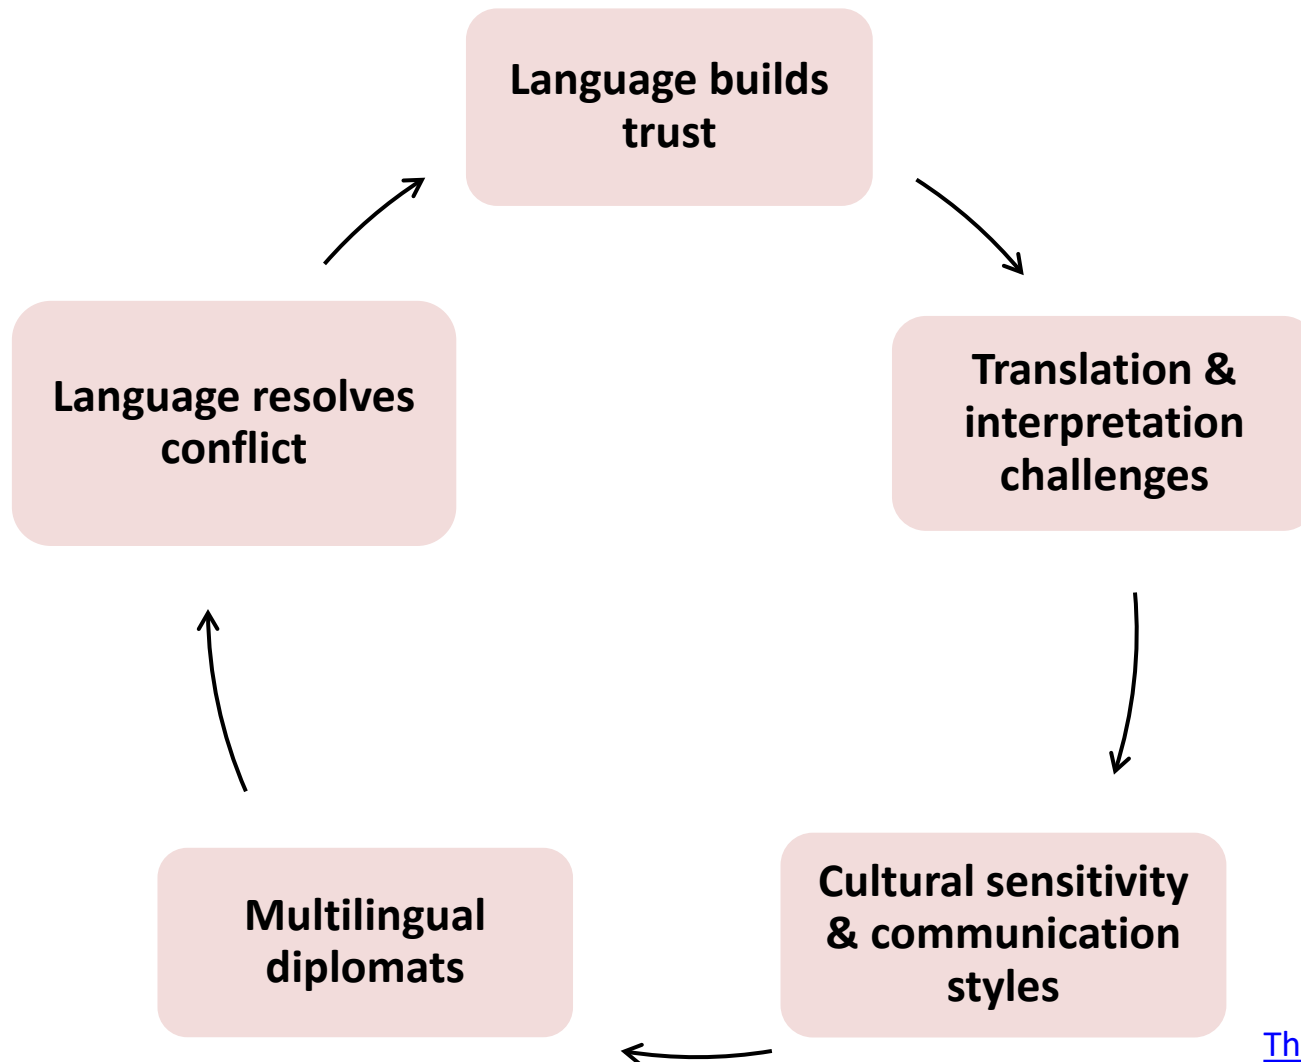 Language builds
trust
Translation &
interpretation
challenges
Cultural sensitivity
& communication
styles
Multilingual
diplomats
Language resolves
conflict
Th